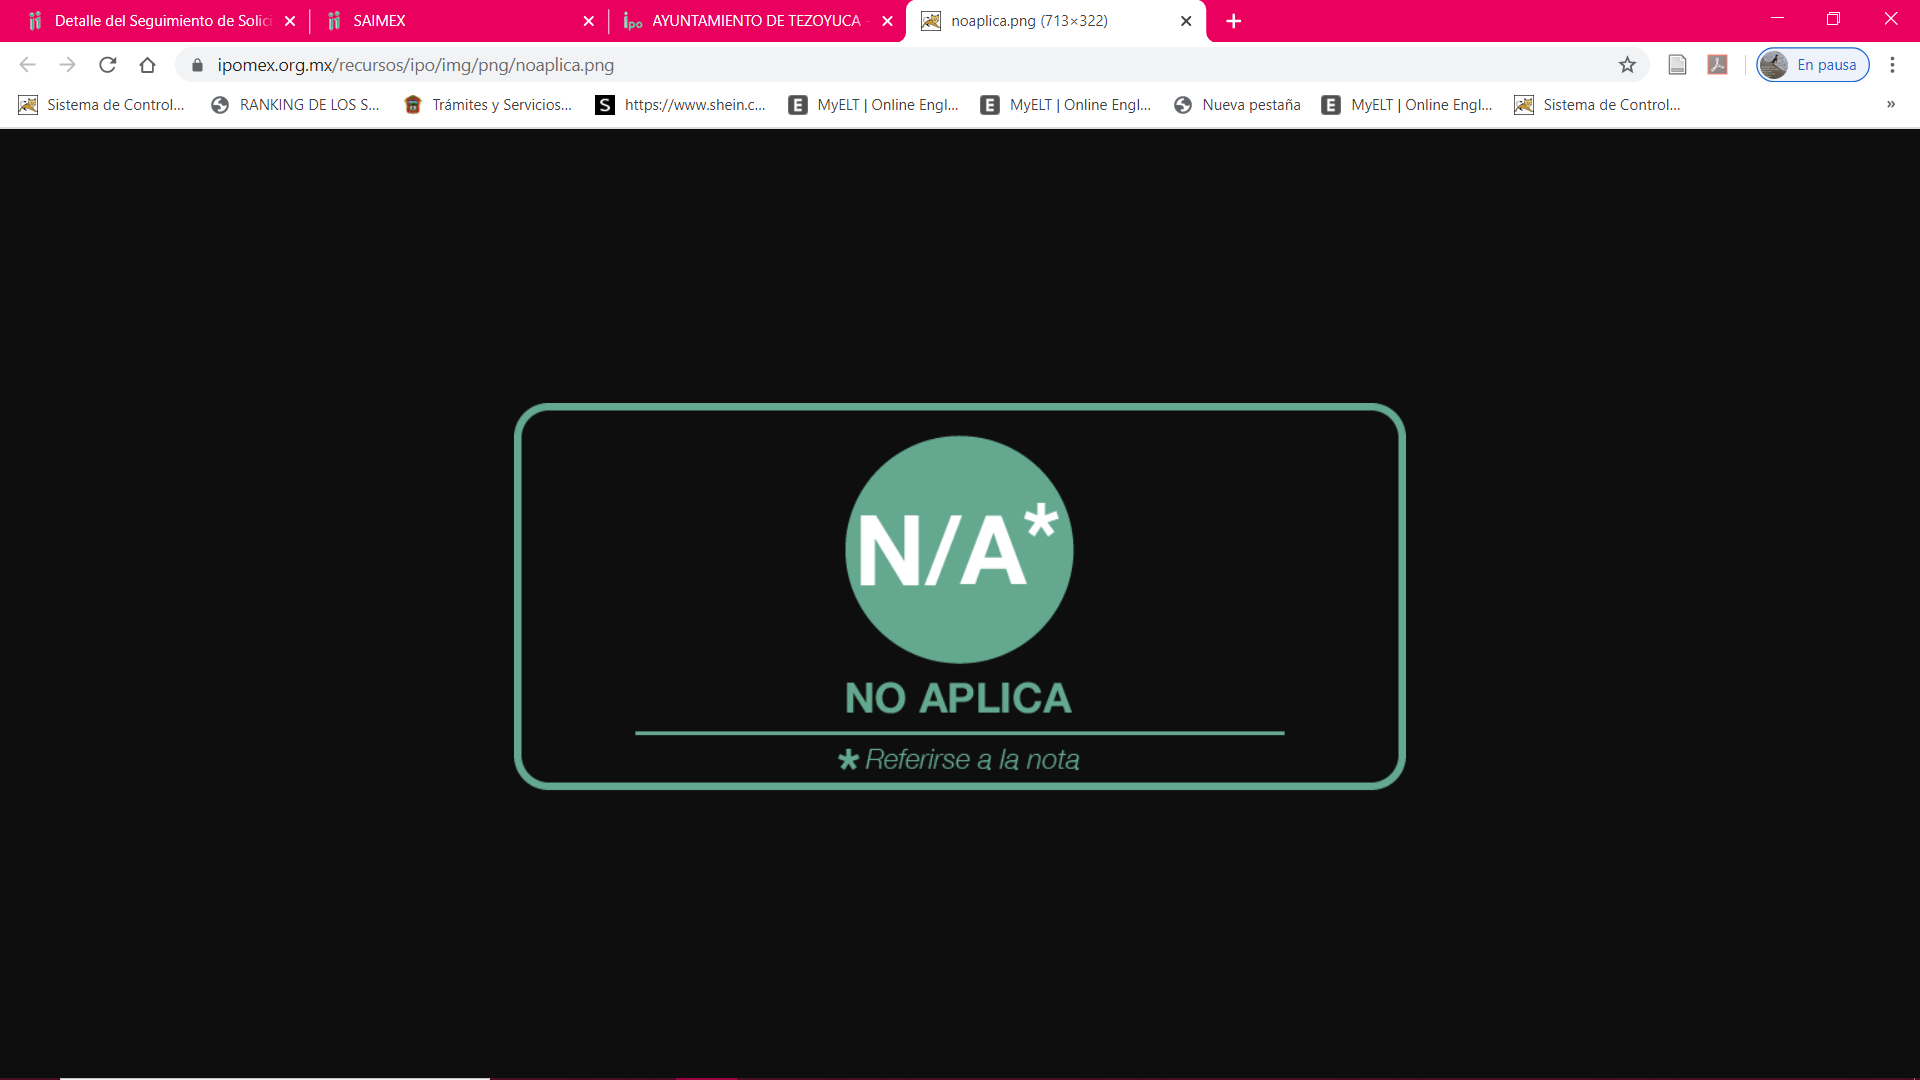 Detalle del Seguimiento de Solici
SAIMEX
ipo AYUNTAMIENTO DE TEZOYUCA -
noaplica.png (713×322)
ipomex.org.mx/recursos/ipo/img/png/noaplica.png
En pausa
Sistema de Control...
RANKING DE LOS S...
Trámites y Servicios...
S https://www.shein.c...
E MyELT | Online Engl...
E MyELT | Online Engl...
Nueva pestaña
E MyELT | Online Engl...
Sistema de Control...
»
N/A*
NO APLICA
* Referirse a la nota